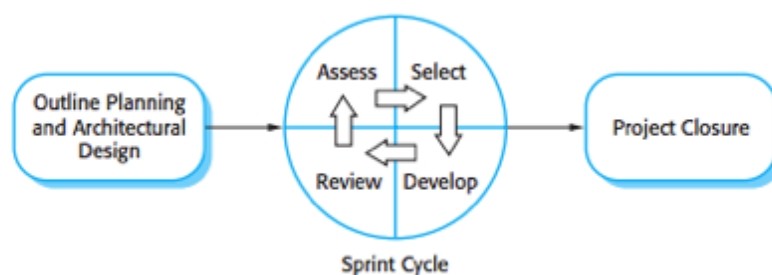 Outline Planning
and Architectural
Design
Assess
Select
Review
Develop
Sprint Cycle
Project Closure